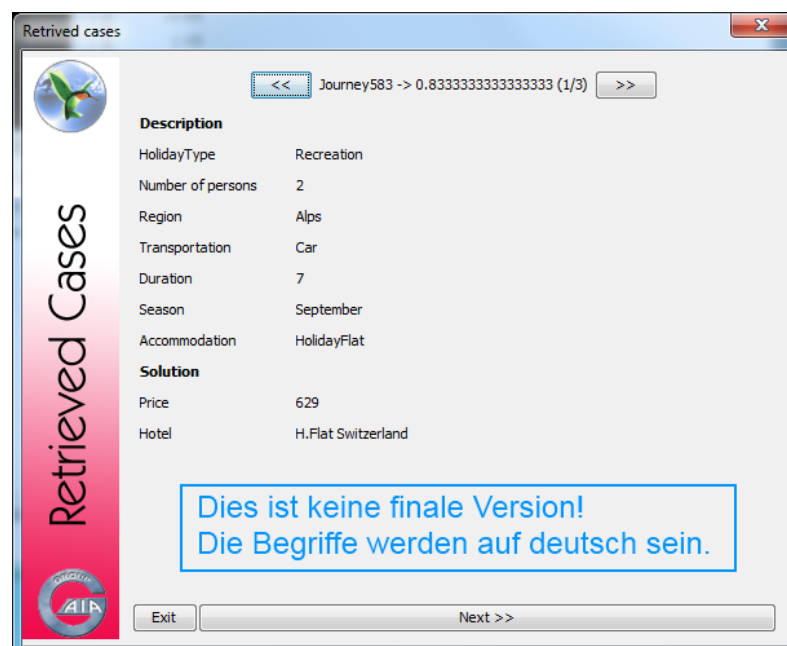 Retrived cases
x
<< Journey583 -> 0.8333333333333333 (1/3) >>
Description
HolidayType Recreation
Number of persons 2
Region Alps
Transportation Car
Duration 7
Season September
Accommodation HolidayFlat
Solution
Price 629
Hotel H.Flat Switzerland
Retrieved Cases
Dies ist keine finale Version!
Die Begriffe werden auf deutsch sein.
GROUP
GAIA
Exit Next >>